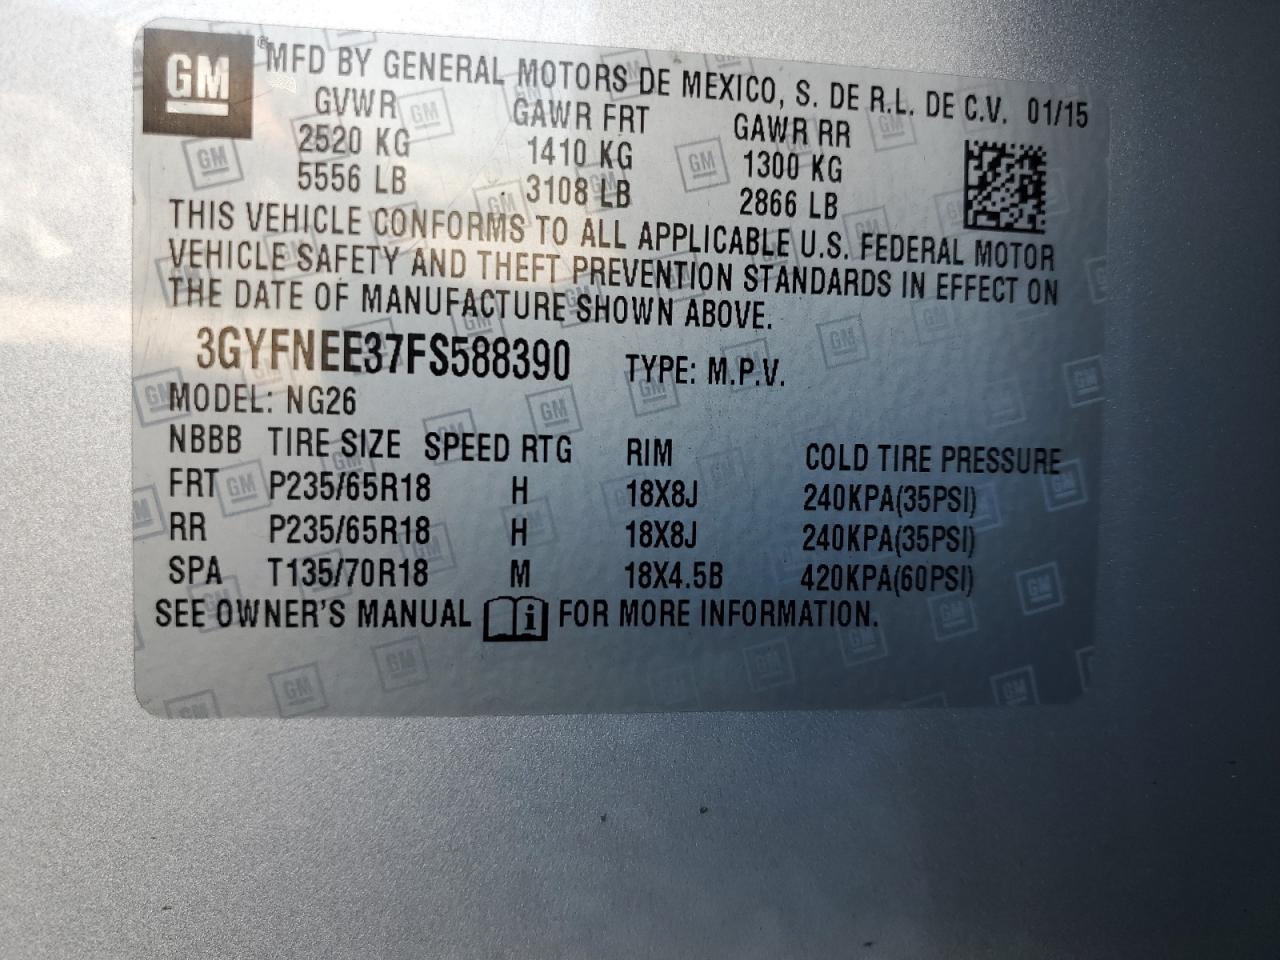 GM
MFD BY GENERAL MOTORS DE MEXICO, S. DE R.L. DE C.V. 01/15
GVWR GAWR FRT GAWR RR
2520 KG 1410 KG 1300 KG
5556 LB 3108 LB 2866 LB
THIS VEHICLE CONFORMS TO ALL APPLICABLE U.S. FEDERAL MOTOR
VEHICLE SAFETY AND THEFT PREVENTION STANDARDS IN EFFECT ON
THE DATE OF MANUFACTURE SHOWN ABOVE.
3GYFNEE37FS588390 TYPE: M.P.V.
MODEL: NG26
NBBB TIRE SIZE SPEED RTG RIM COLD TIRE PRESSURE
FRT P235/65R18 H 18X8J 240KPA(35PSI)
RR P235/65R18 H 18X8J 240KPA(35PSI)
SPA T135/70R18 M 18X4.5B 420KPA(60PSI)
SEE OWNER'S MANUAL i FOR MORE INFORMATION.